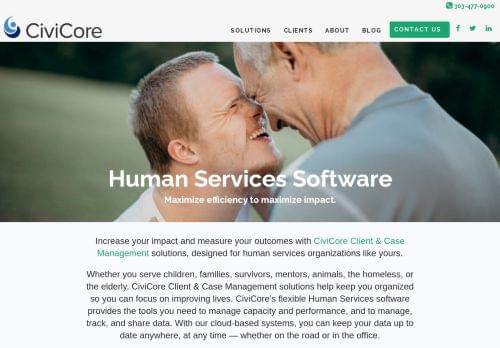 303-477-0900
CiviCore
SOLUTIONS CLIENTS ABOUT BLOG CONTACT US
Human Services Software
Maximize efficiency to maximize impact.
Increase your impact and measure your outcomes with CiviCore Client & Case
Management solutions, designed for human services organizations like yours.
Whether you serve children, families, survivors, mentors, animals, the homeless, or
the elderly, CiviCore Client & Case Management solutions help keep you organized
so you can focus on improving lives. CiviCore's flexible Human Services software
provides the tools you need to manage capacity and performance, and to manage,
track, and share data. With our cloud-based systems, you can keep your data up to
date anywhere, at any time — whether on the road or in the office.